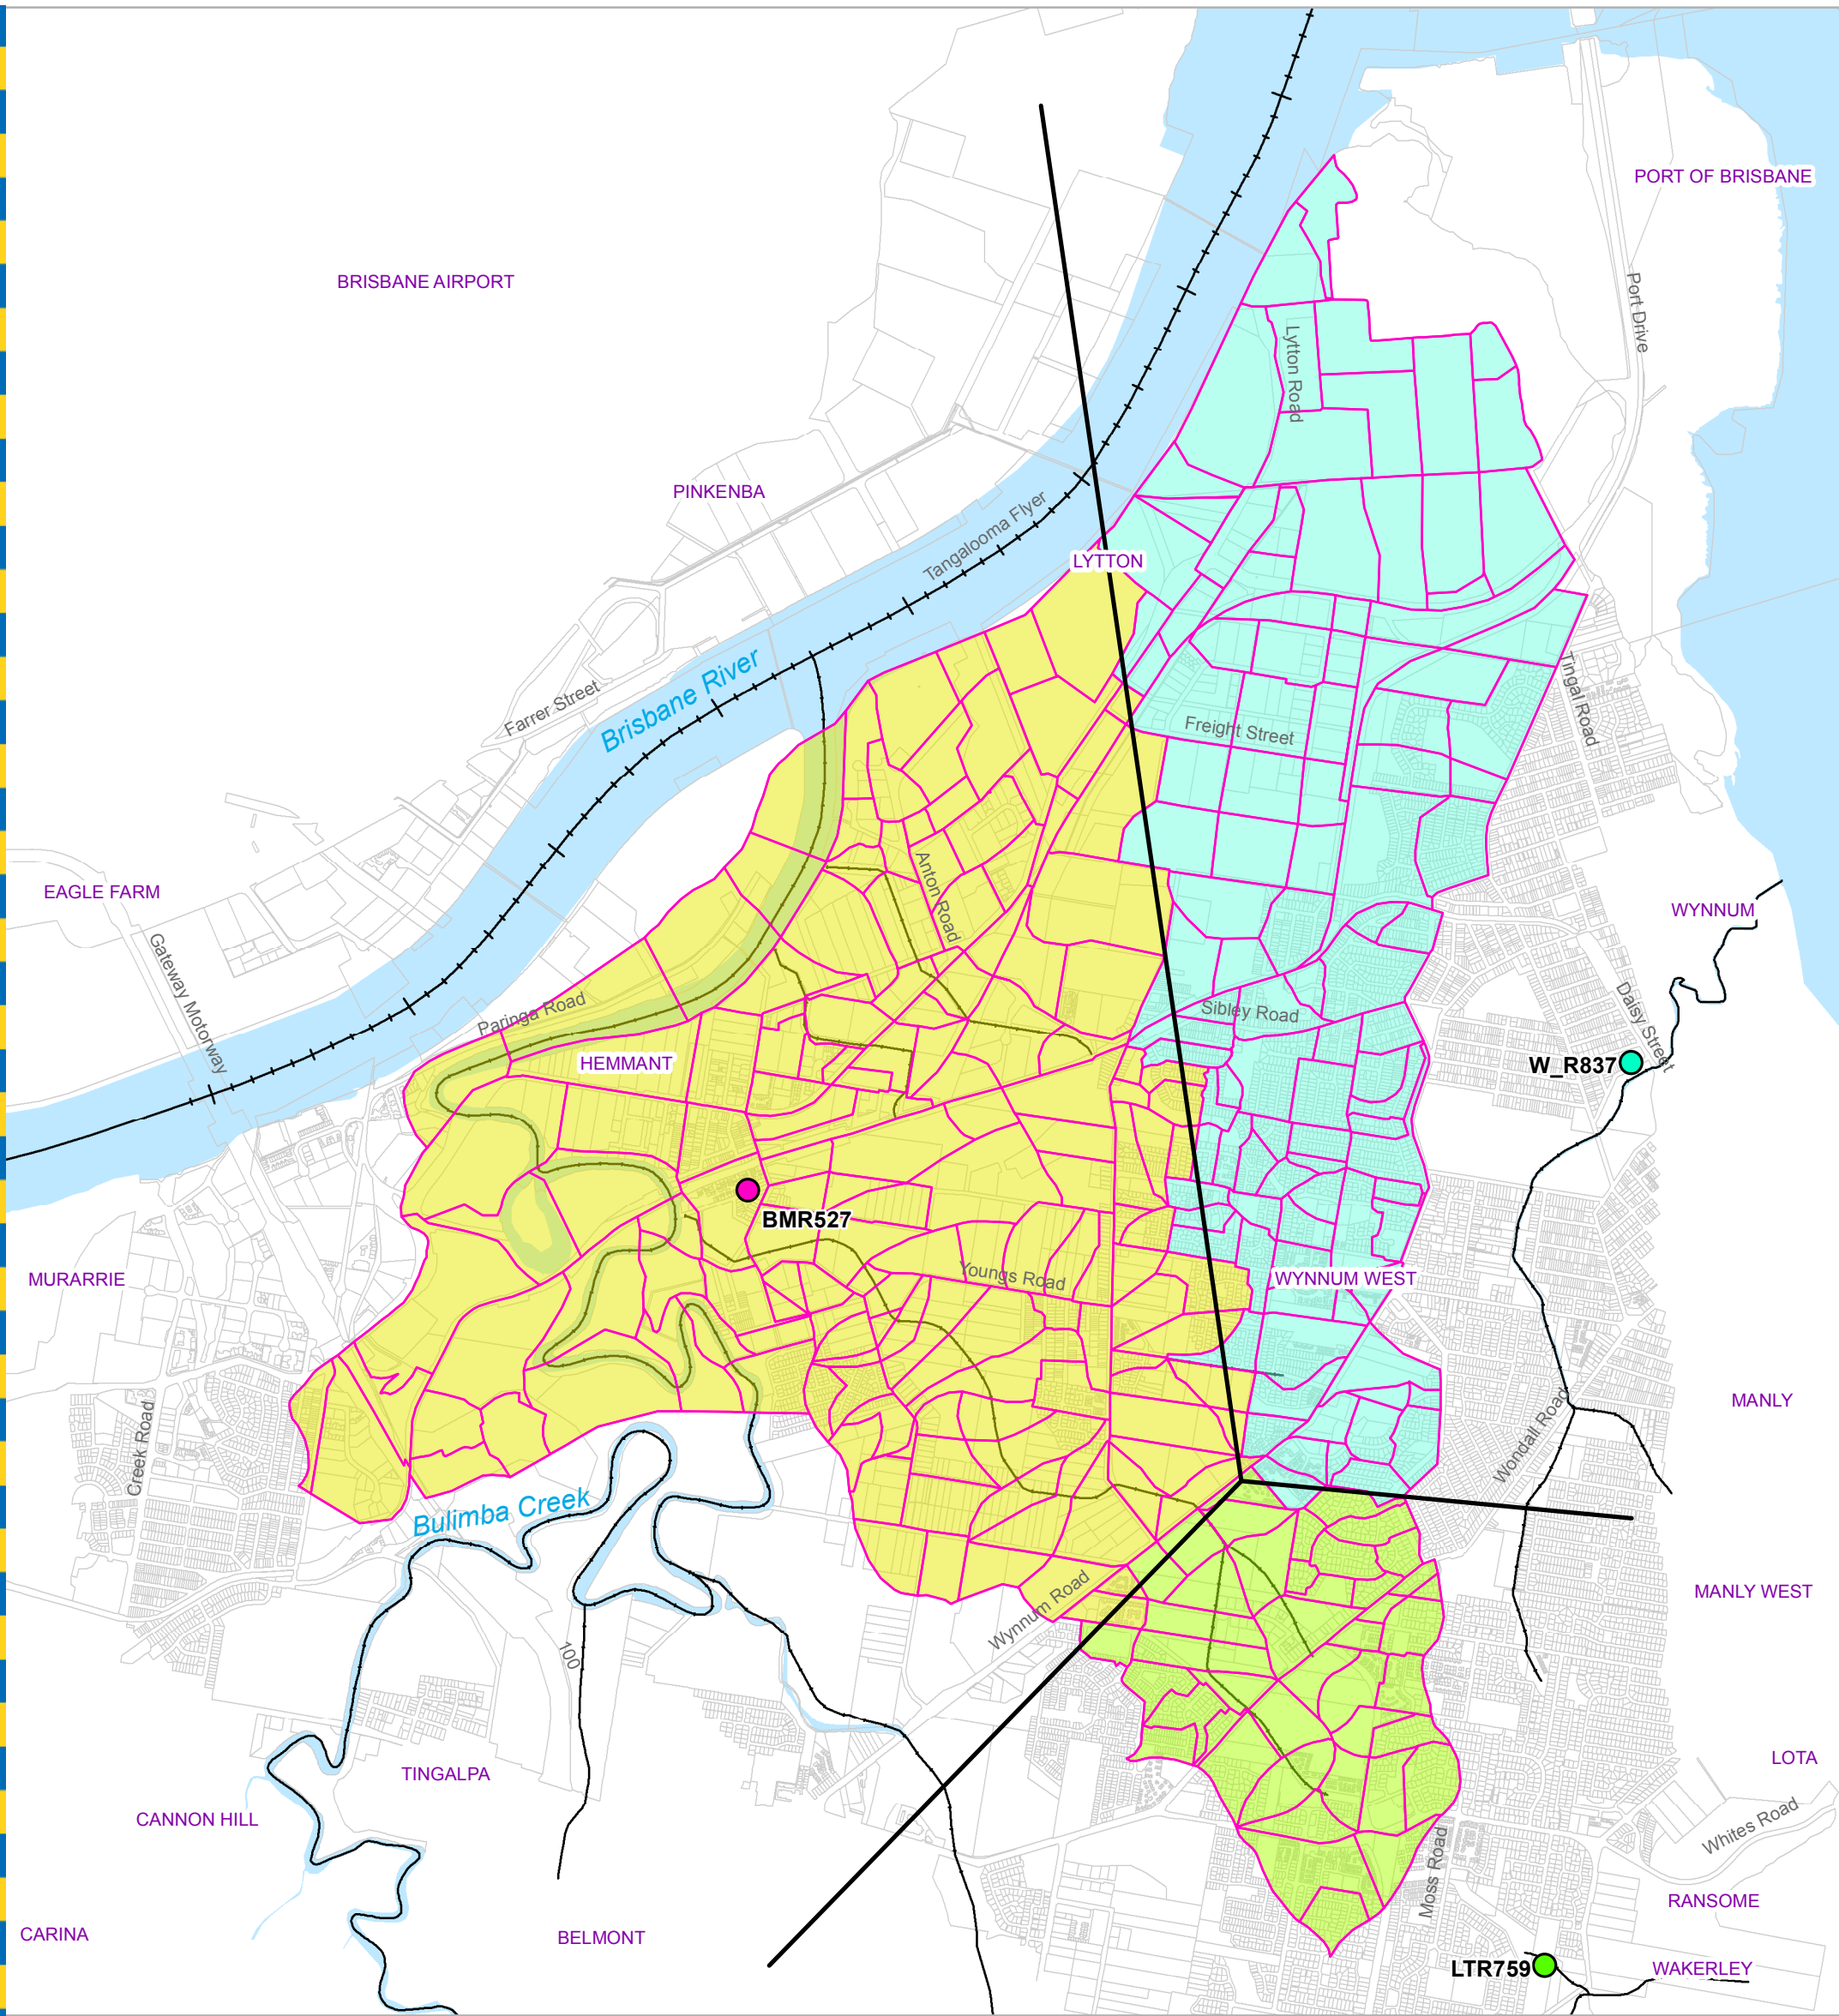 PORT OF BRISBANE
BRISBANE AIRPORT
Port Drive
Lytton Road
PINKENBA
Tangalooma Flyer
LYTTON
Tingal Road
Brisbane River
Farrer Street
Freight Street
Anton Road
EAGLE FARM
WYNNUM
Gateway Motorway
Paringa Road
Sibley Road
Daisy Street
HEMMANT
W_R837
BMR527
MURARRIE
Youngs Road
WYNNUM WEST
MANLY
Creek Road
Wondall Road
Bulimba Creek
MANLY WEST
Wynnum Road
100
LOTA
TINGALPA
CANNON HILL
Whites Road
Moss Road
RANSOME
CARINA
BELMONT
LTR759
WAKERLEY